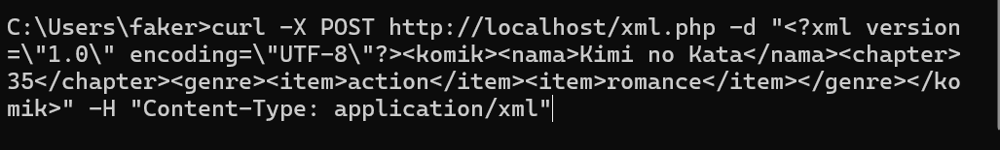 C:\Users\faker>curl -X POST http://localhost/xml.php -d "<?xml version
=\"1.0\" encoding=\"UTF-8\"?><komik><nama>Kimi no Kata</nama><chapter>
35</chapter><genre><item>action</item><item>romance</item></genre></ko
mik>" -H "Content-Type: application/xml"